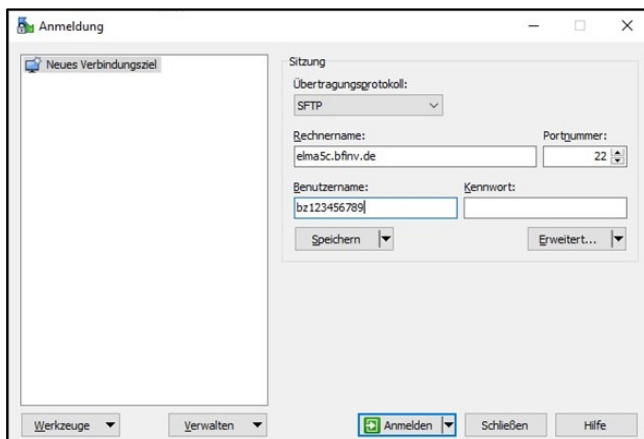 Anmeldung
Neues Verbindungsziel
Sitzung
Übertragungsprotokoll:
SFTP
Rechnername:
Portnummer:
elma5c.bfinv.de
22
Benutzername:
Kennwort:
bz123456789
Speichern
Erweitert...
Werkzeuge
Verwalten
Anmelden
Schließen
Hilfe